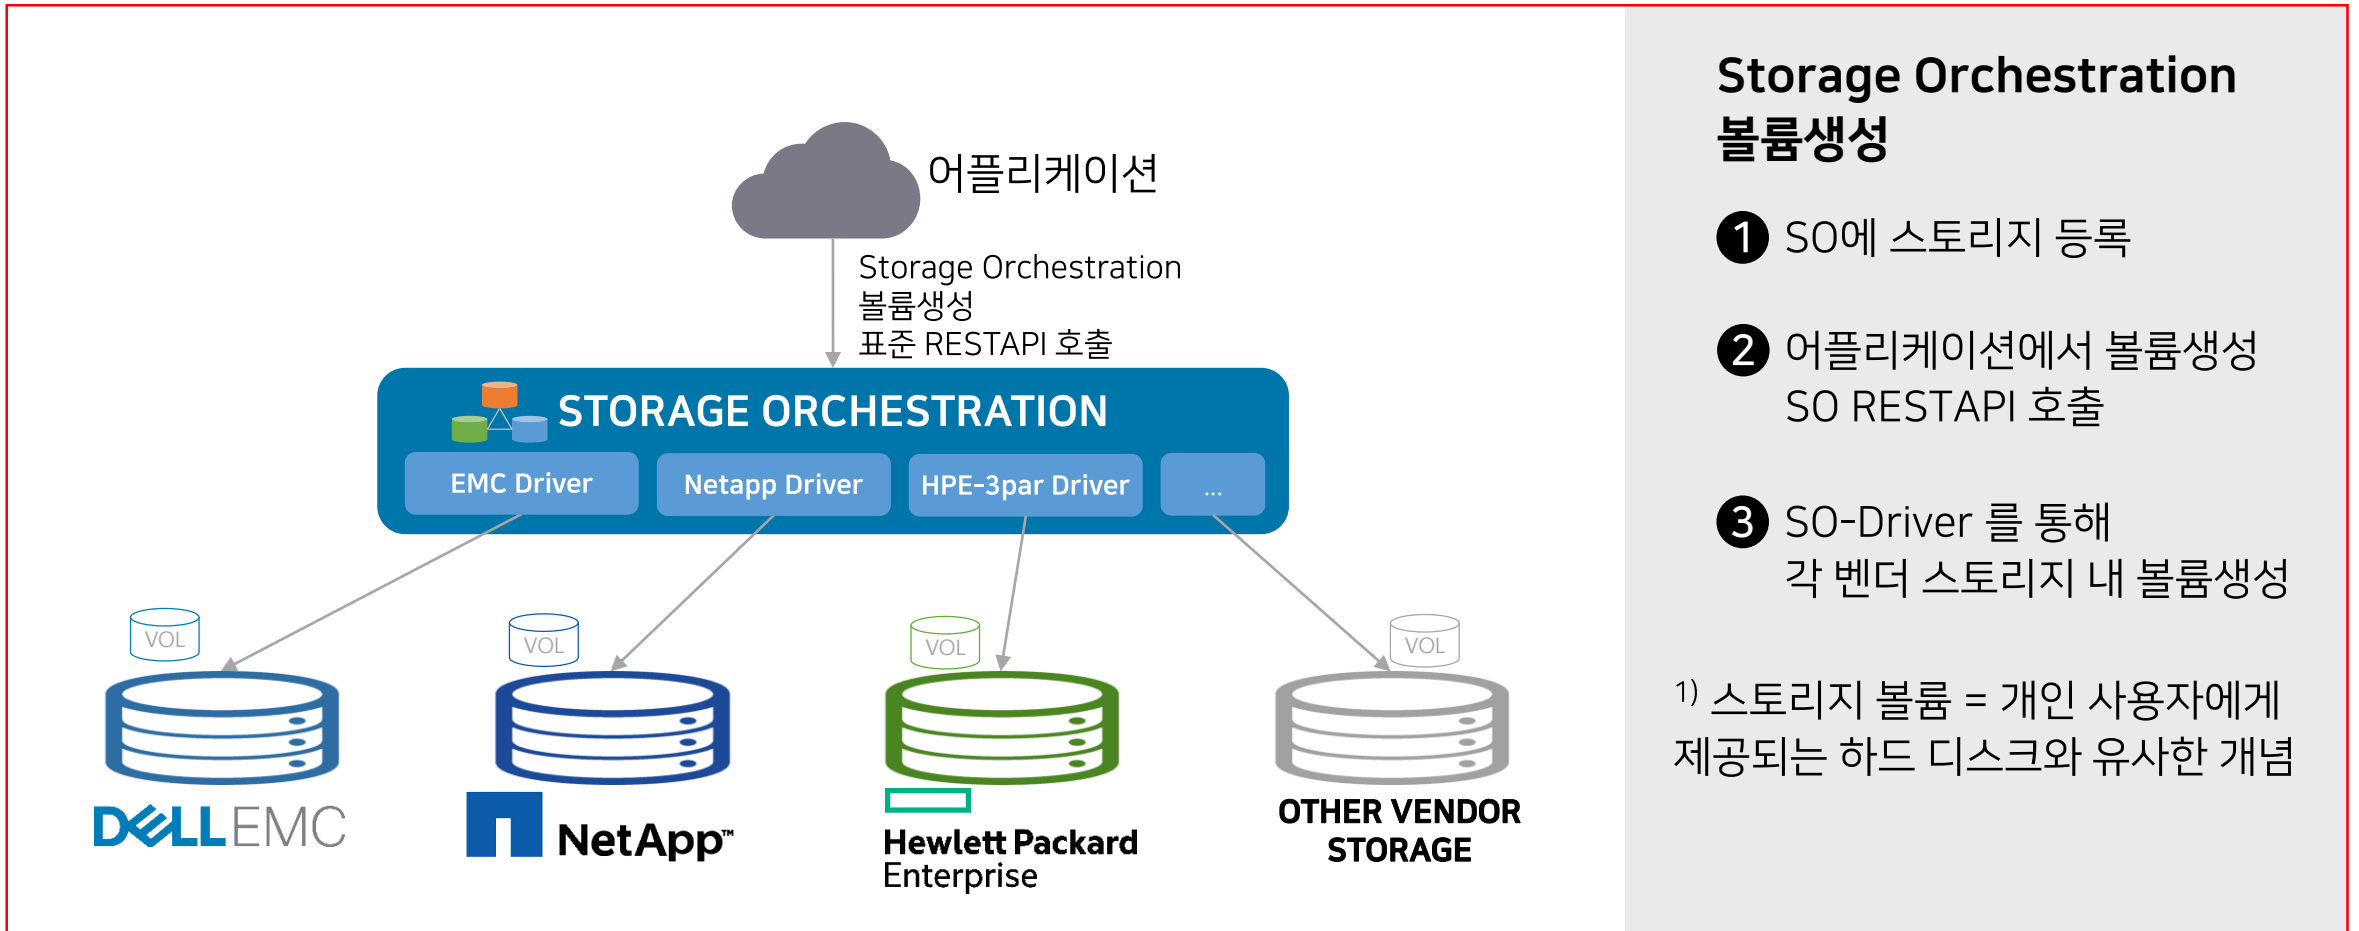 어플리케이션
Storage Orchestration
볼륨생성
표준 RESTAPI 호출
STORAGE ORCHESTRATION
EMC Driver
Netapp Driver
HPE-3par Driver
...
VOL
VOL
VOL
VOL
DELL EMC
NetApp™
Hewlett Packard
Enterprise
OTHER VENDOR
STORAGE
Storage Orchestration
볼륨생성
1 SO에 스토리지 등록
2 어플리케이션에서 볼륨생성
SO RESTAPI 호출
3 SO-Driver 를 통해
각 벤더 스토리지 내 볼륨생성
1) 스토리지 볼륨 = 개인 사용자에게
제공되는 하드 디스크와 유사한 개념